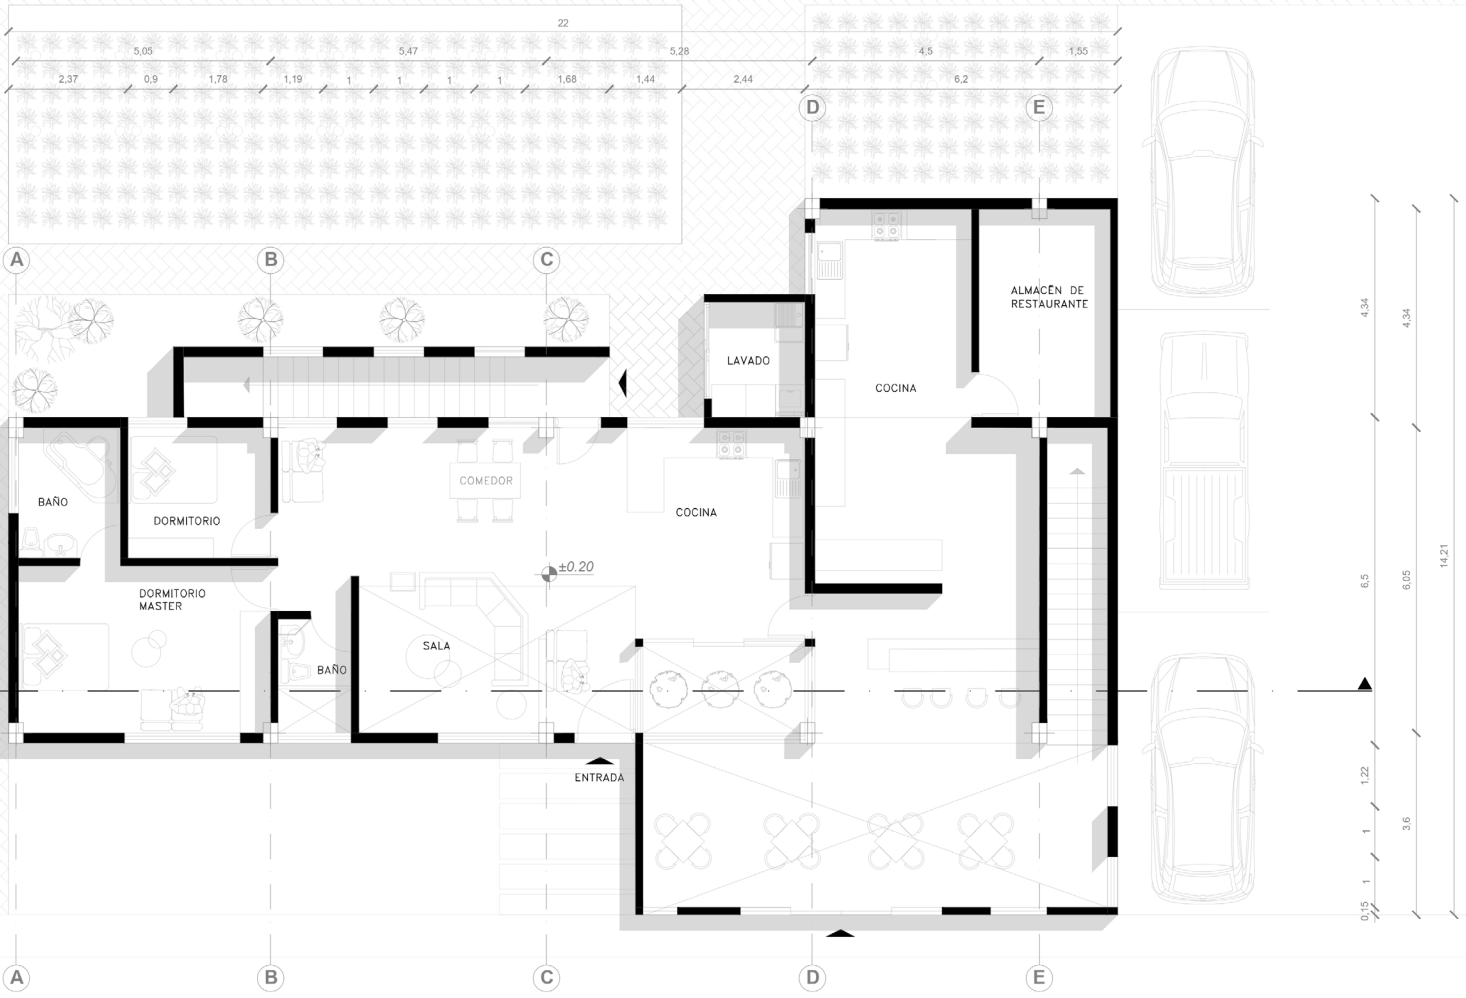 22
5,05
5,47
5,28
4,5
1,55
2,37
0,9
1,78
1,19
1
1
1
1
1,68
1,44
2,44
6,2
D
E
A
B
C
ALMACÉN DE
RESTAURANTE
4,34
4,34
LAVADO
COCINA
COMEDOR
BAÑO
DORMITORIO
COCINA
14,21
±0.20
6,5
6,05
DORMITORIO
MASTER
SALA
BAÑO
ENTRADA
1,22
1
3,6
1
0,15
A
B
C
D
E